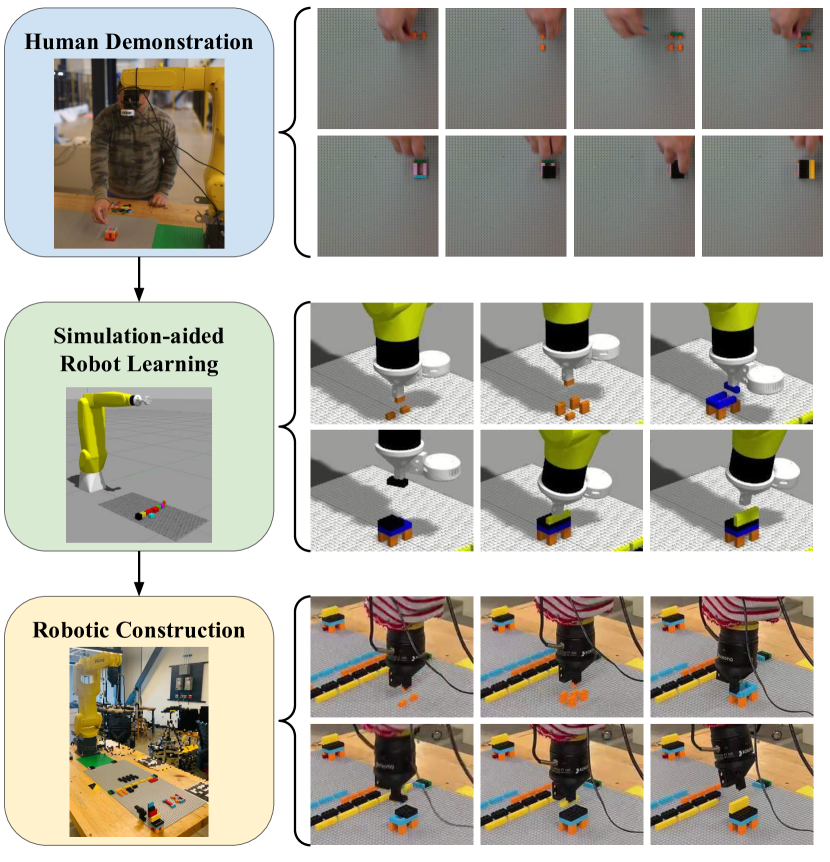 Human Demonstration
Simulation-aided
Robot Learning
Robotic Construction